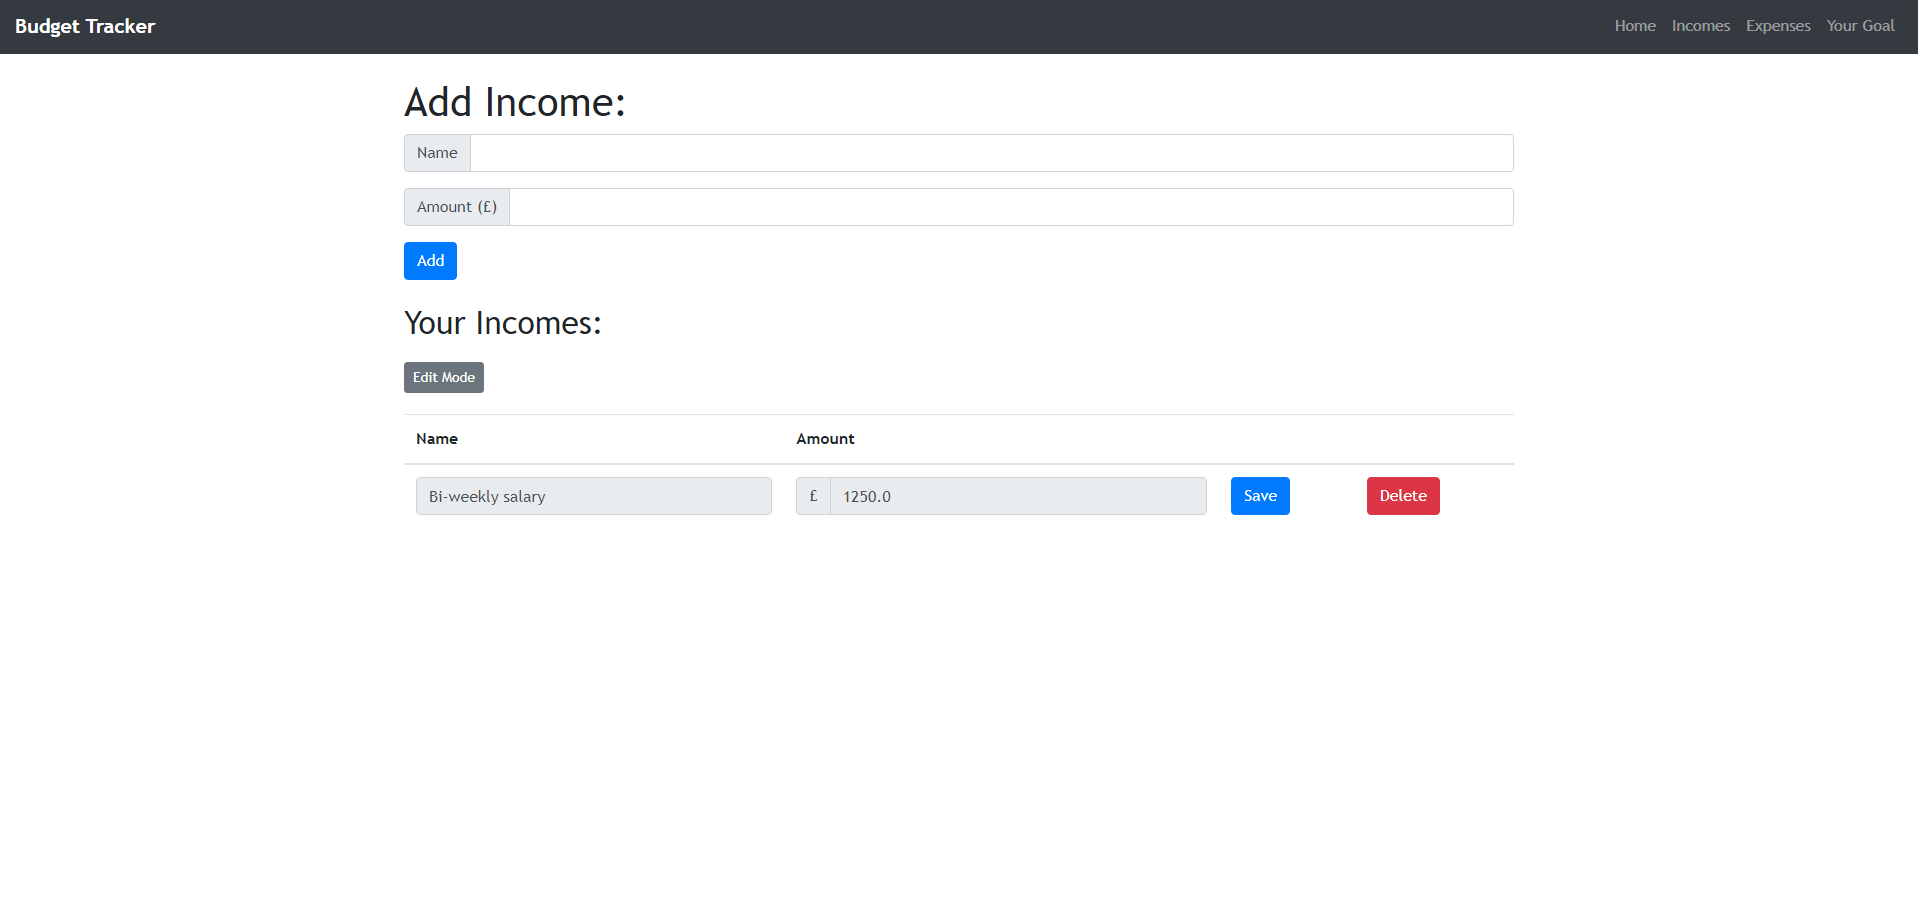 Budget Tracker Home Incomes Expenses Your Goal
Add Income:
Name
Amount (£)
Add
Your Incomes:
Edit Mode
Name Amount
Bi-weekly salary £ 1250.0 Save Delete